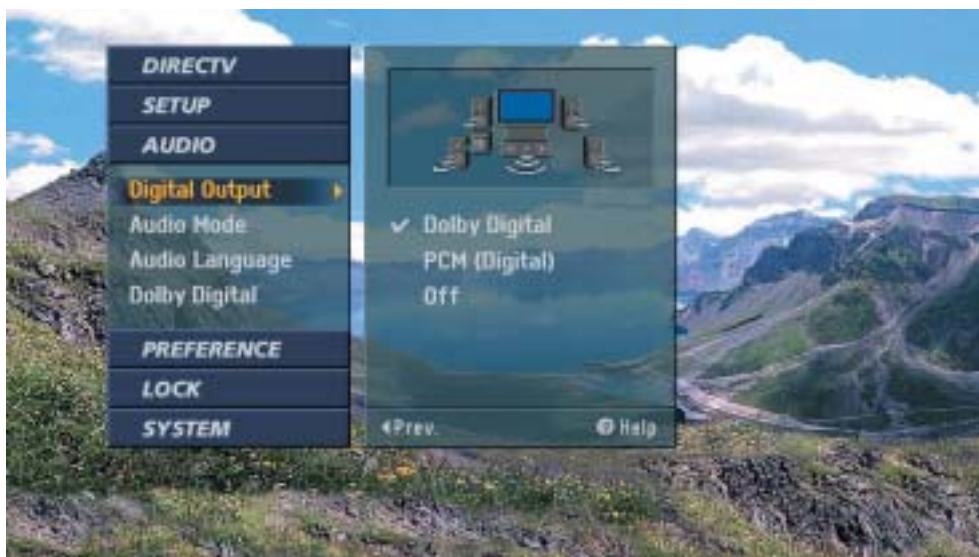 DIRECTV
SETUP
AUDIO
Digital Output
Audio Mode
Audio Language
Dolby Digital
PREFERENCE
LOCK
SYSTEM
Dolby Digital
PCM (Digital)
Off
Prev.
? Help